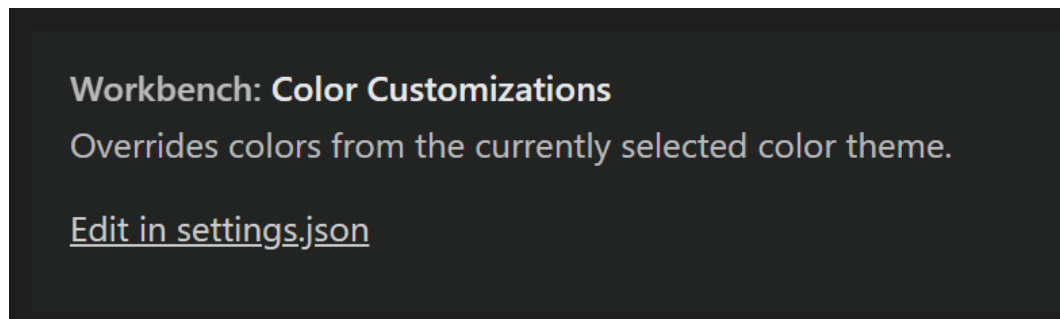 Workbench: Color Customizations
Overrides colors from the currently selected color theme.
Edit in settings.json